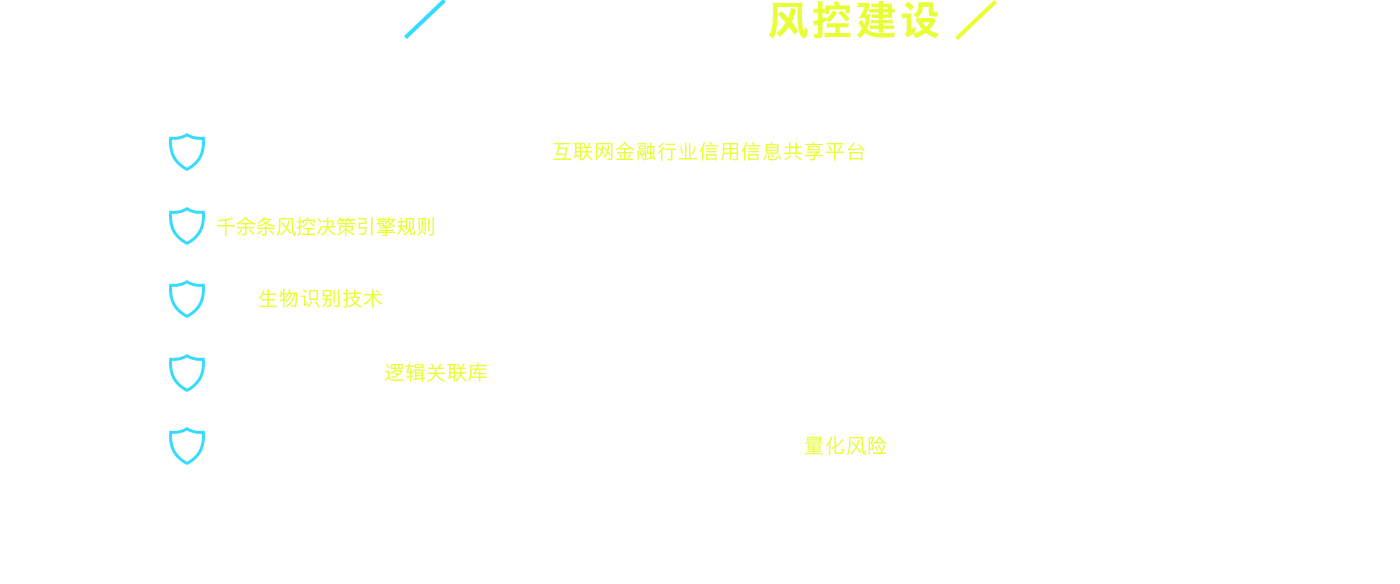 风控建设
互联网金融行业信用信息共享平台
千余条风控决策引擎规则
生物识别技术
逻辑关联库
量化风险